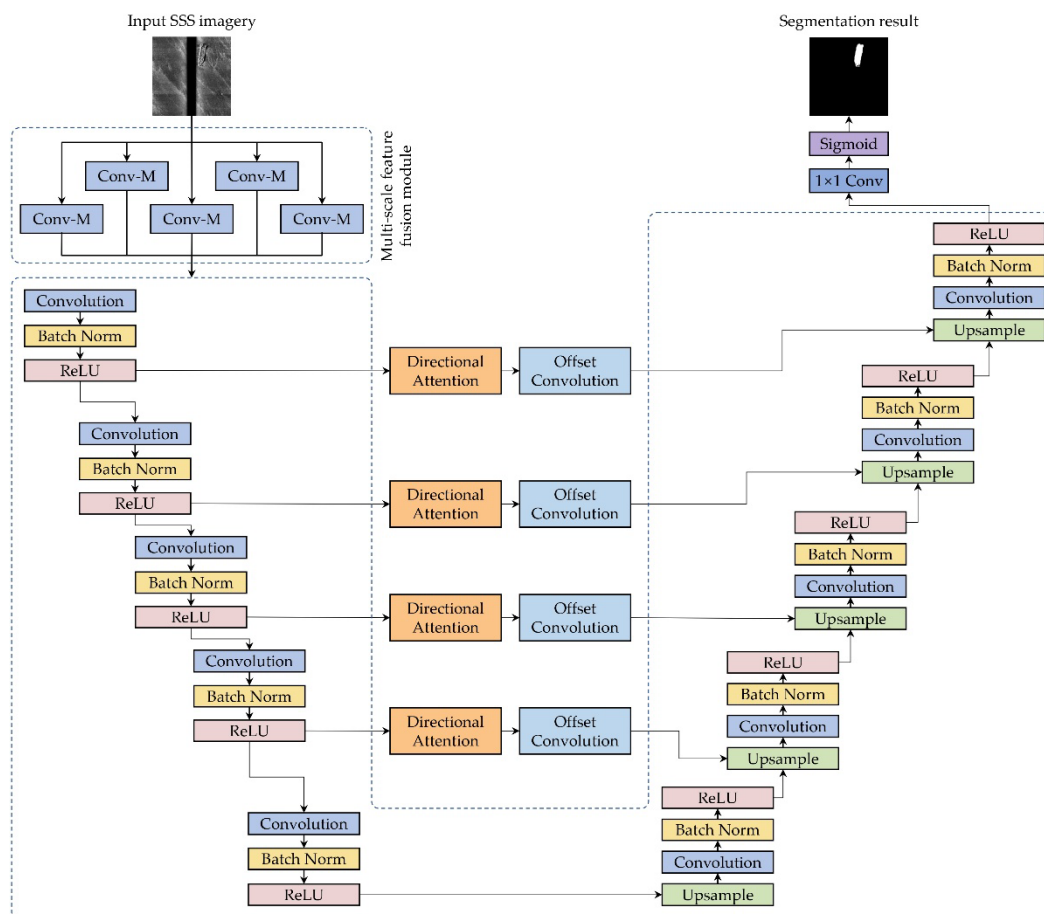 Input SSS imagery
Segmentation result
Conv-M
Conv-M
Conv-M
Conv-M
Conv-M
Multi-scale feature
fusion module
Sigmoid
1×1 Conv
Convolution
Batch Norm
ReLU
Convolution
Batch Norm
ReLU
Convolution
Batch Norm
ReLU
Convolution
Batch Norm
ReLU
Convolution
Batch Norm
ReLU
Directional
Attention
Offset
Convolution
Directional
Attention
Offset
Convolution
Directional
Attention
Offset
Convolution
Directional
Attention
Offset
Convolution
ReLU
Batch Norm
Convolution
Upsample
ReLU
Batch Norm
Convolution
Upsample
ReLU
Batch Norm
Convolution
Upsample
ReLU
Batch Norm
Convolution
Upsample
ReLU
Batch Norm
Convolution
Upsample